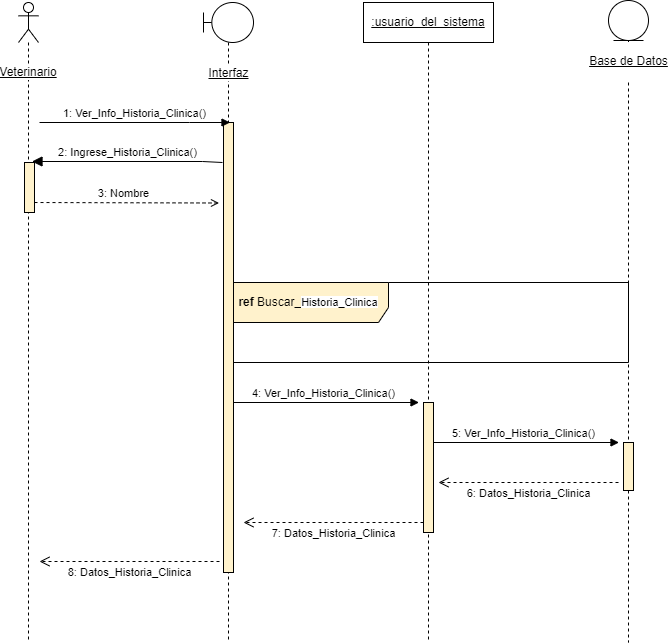 :usuario_del_sistema
Base de Datos
Veterinario
Interfaz
1: Ver_Info_Historia_Clinica()
2: Ingrese_Historia_Clinica()
3: Nombre
ref Buscar_Historia_Clinica
4: Ver_Info_Historia_Clinica()
5: Ver_Info_Historia_Clinica()
6: Datos_Historia_Clinica
7: Datos_Historia_Clinica
8: Datos_Historia_Clinica